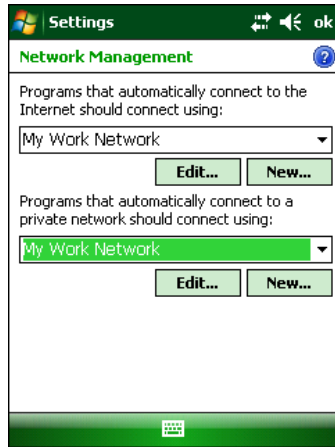 Settings
ok
Network Management
?
Programs that automatically connect to the
Internet should connect using:
My Work Network
Edit...
New...
Programs that automatically connect to a
private network should connect using:
My Work Network
Edit...
New...